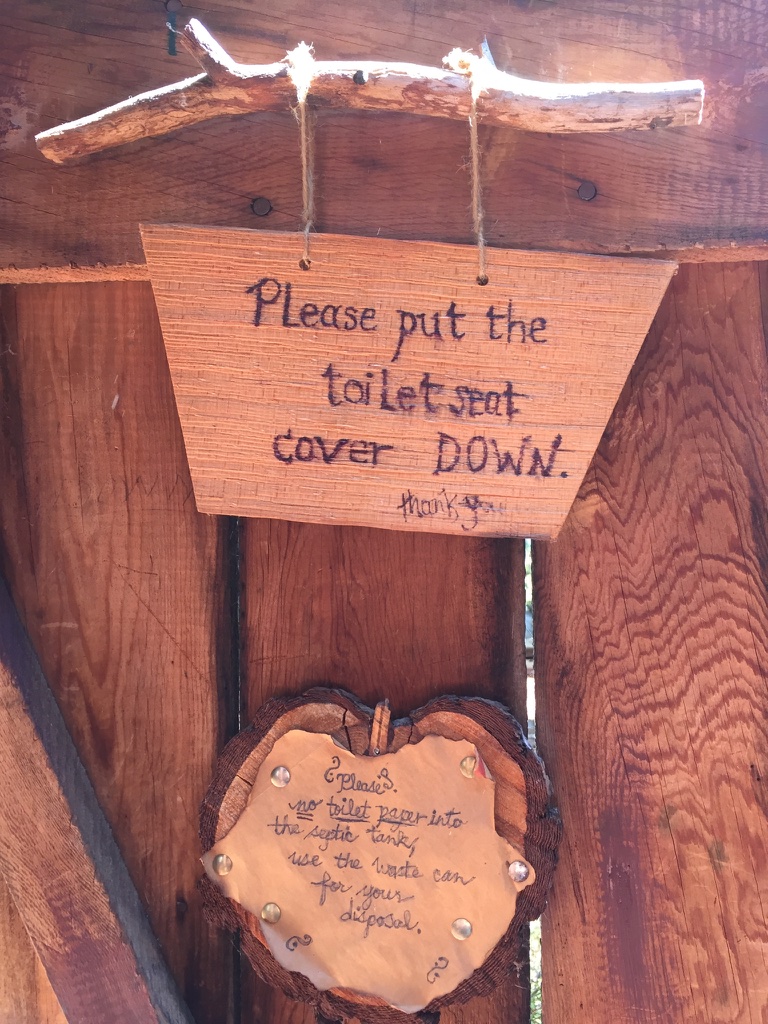 Please put the
toilet seat
cover DOWN.
thank you
Please
no toilet paper into
the septic tank,
use the waste can
for your
disposal.